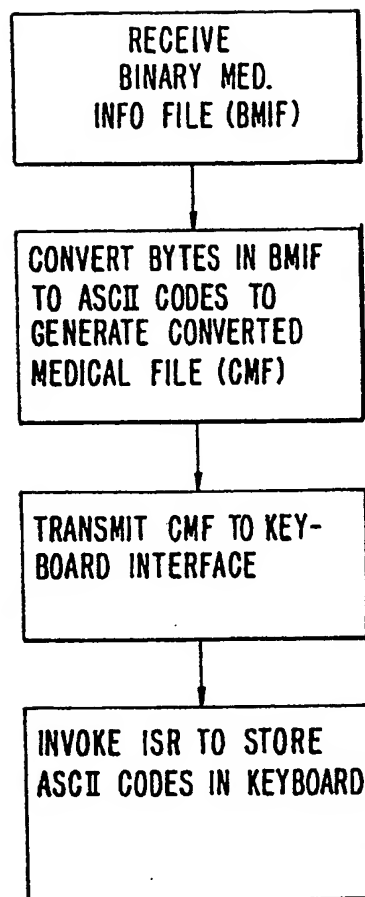 RECEIVE
BINARY MED.
INFO FILE (BMIF)
CONVERT BYTES IN BMIF
TO ASCII CODES TO
GENERATE CONVERTED
MEDICAL FILE (CMF)
TRANSMIT CMF TO KEY-
BOARD INTERFACE
INVOKE ISR TO STORE
ASCII CODES IN KEYBOARD